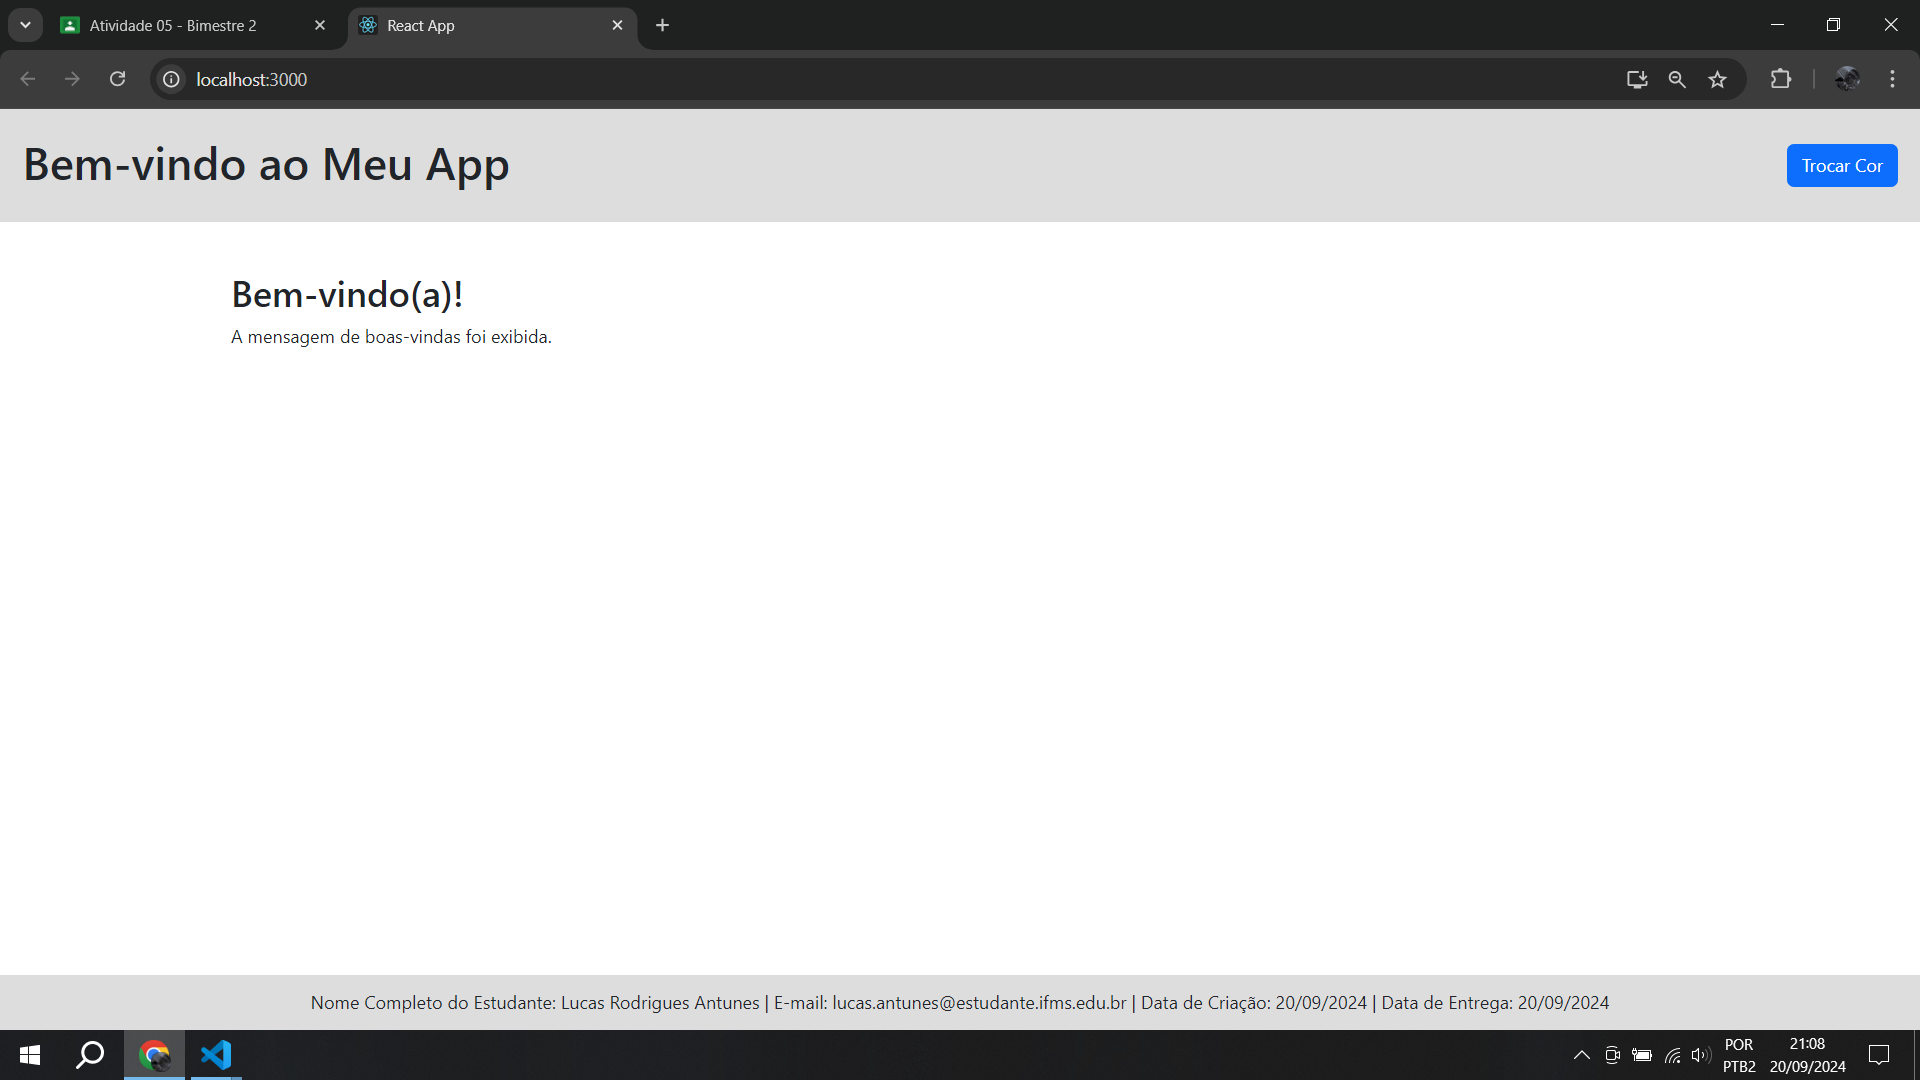 Atividade 05 - Bimestre 2
React App
localhost:3000
Bem-vindo ao Meu App
Trocar Cor
Bem-vindo(a)!
A mensagem de boas-vindas foi exibida.
Nome Completo do Estudante: Lucas Rodrigues Antunes | E-mail: lucas.antunes@estudante.ifms.edu.br | Data de Criação: 20/09/2024 | Data de Entrega: 20/09/2024
POR
PTB2
21:08
20/09/2024